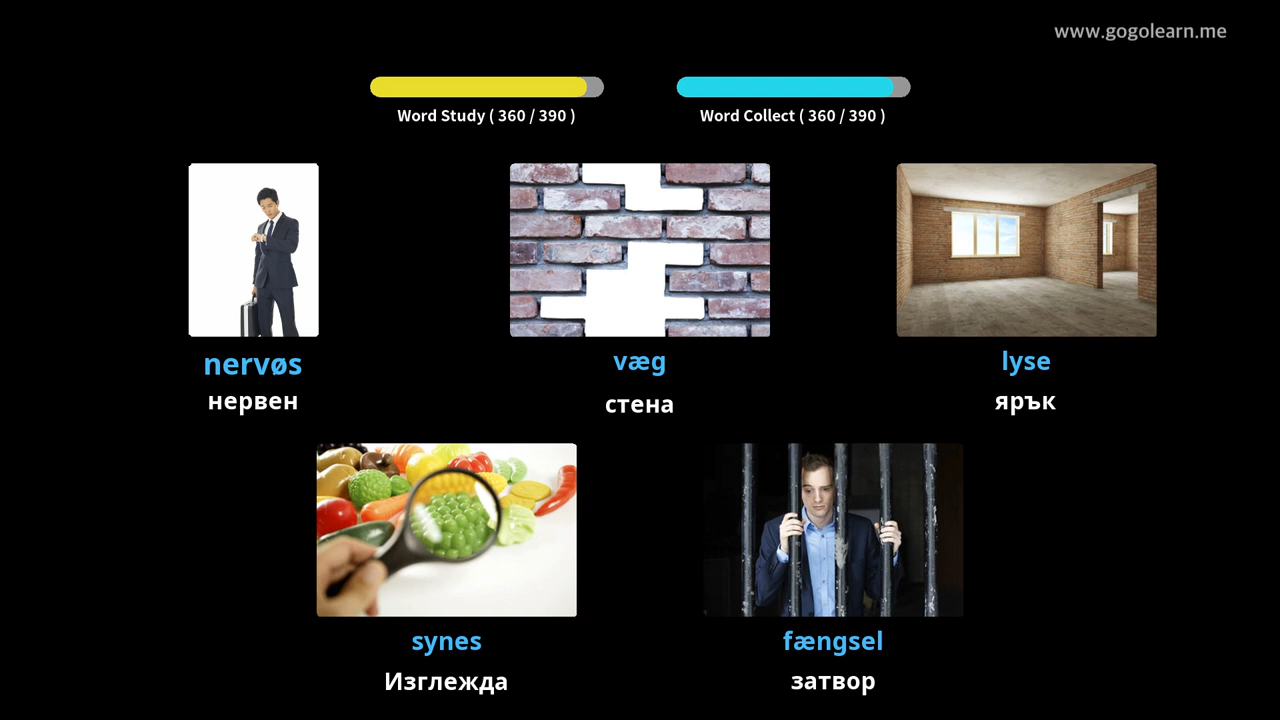 www.gogolearn.me
Word Study ( 360 / 390 )
Word Collect ( 360 / 390 )
nervøs
нервен
væg
стена
lyse
ярък
synes
Изглежда
fængsel
затвор